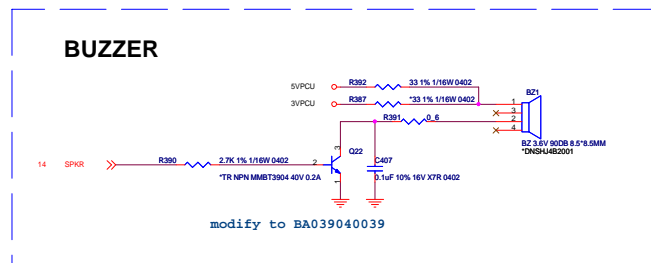 BUZZER
5VPCU
R392
33 1% 1/16W 0402
BZ1
3VPCU
R387
*33 1% 1/16W 0402
1
3
2
4
R391
0_6
BZ 3.6V 90DB 8.5*8.5MM
*DNSHJ4B2001
3
Q22
14
SPKR
R390
2.7K 1% 1/16W 0402
2
C407
*TR NPN MMBT3904 40V 0.2A
0.1uF 10% 16V X7R 0402
1
modify to BA039040039